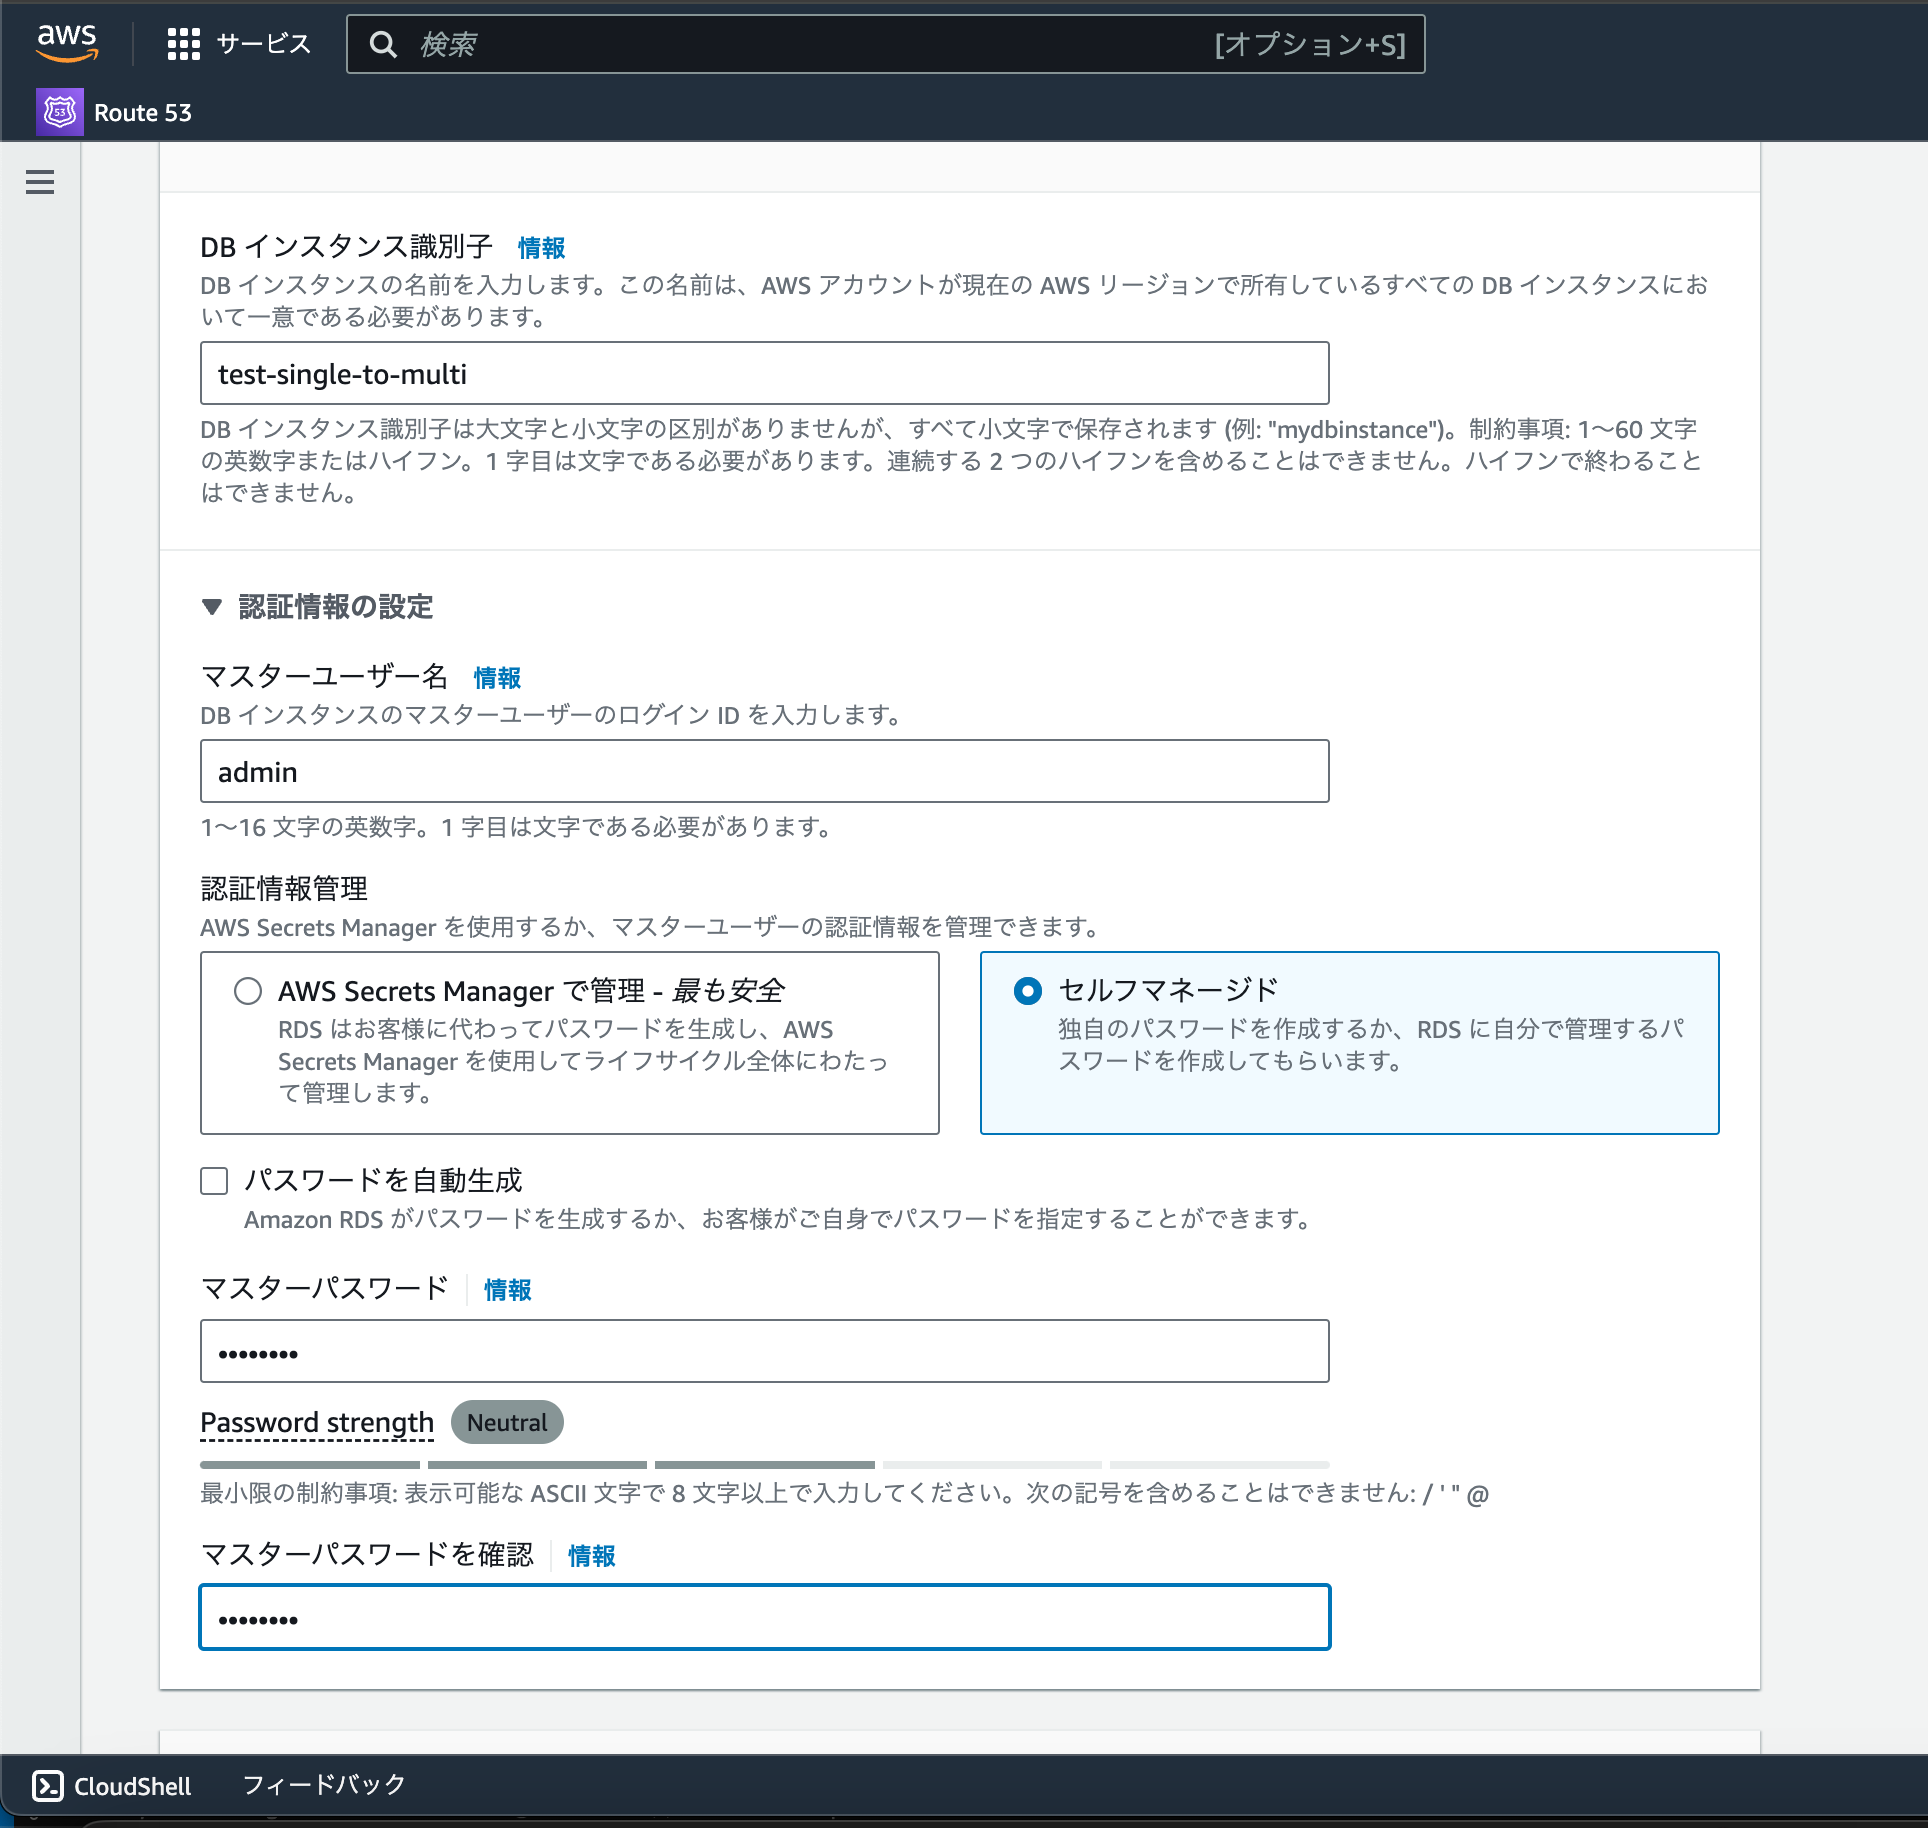 aws
サービス
検索
[オプション+S]
53
Route 53
DB インスタンス識別子 情報
DB インスタンスの名前を入力します。この名前は、AWS アカウントが現在の AWS リージョンで所有しているすべての DB インスタンスにお
いて一意である必要があります。
test-single-to-multi
DB インスタンス識別子は大文字と小文字の区別がありませんが、すべて小文字で保存されます (例: "mydbinstance")。制約事項: 1〜60 文字
の英数字またはハイフン。1 字目は文字である必要があります。連続する 2 つのハイフンを含めることはできません。ハイフンで終わること
はできません。
▼ 認証情報の設定
マスターユーザー名 情報
DB インスタンスのマスターユーザーのログイン ID を入力します。
admin
1〜16 文字の英数字。1 字目は文字である必要があります。
認証情報管理
AWS Secrets Manager を使用するか、マスターユーザーの認証情報を管理できます。
AWS Secrets Manager で管理 - 最も安全
RDS はお客様に代わってパスワードを生成し、AWS
Secrets Manager を使用してライフサイクル全体にわたっ
て管理します。
セルフマネージド
独自のパスワードを作成するか、RDS に自分で管理するパ
スワードを作成してもらいます。
パスワードを自動生成
Amazon RDS がパスワードを生成するか、お客様がご自身でパスワードを指定することができます。
マスターパスワード 情報
••••••••
Password strength Neutral
最小限の制約事項: 表示可能な ASCII 文字で 8 文字以上で入力してください。次の記号を含めることはできません: / ' " @
マスターパスワードを確認 情報
••••••••
CloudShell フィードバック